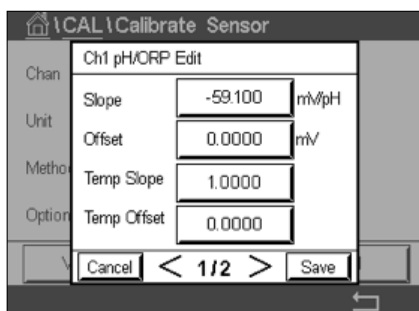 \CAL\Calibrate Sensor
Ch1 pH/ORP Edit
Chan
Slope -59.100 mV/pH
Unit
Offset 0.0000 mV
Metho
Temp Slope 1.0000
Option
Temp Offset 0.0000
Cancel < 1/2 > Save